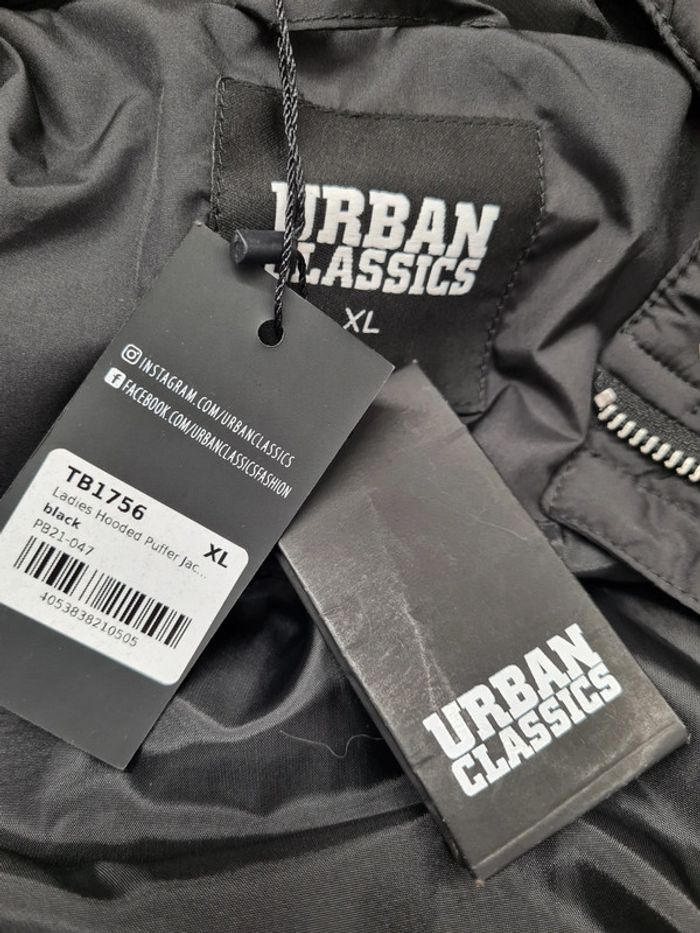 URBAN
CLASSICS
XL
INSTAGRAM.COM/URBANCLASSICS
FACEBOOK.COM/URBANCLASSICSFASHION
TB1756
Ladies Hooded Puffer Jac...
black
XL
PB21-047
4053838210505
URBAN
CLASSICS